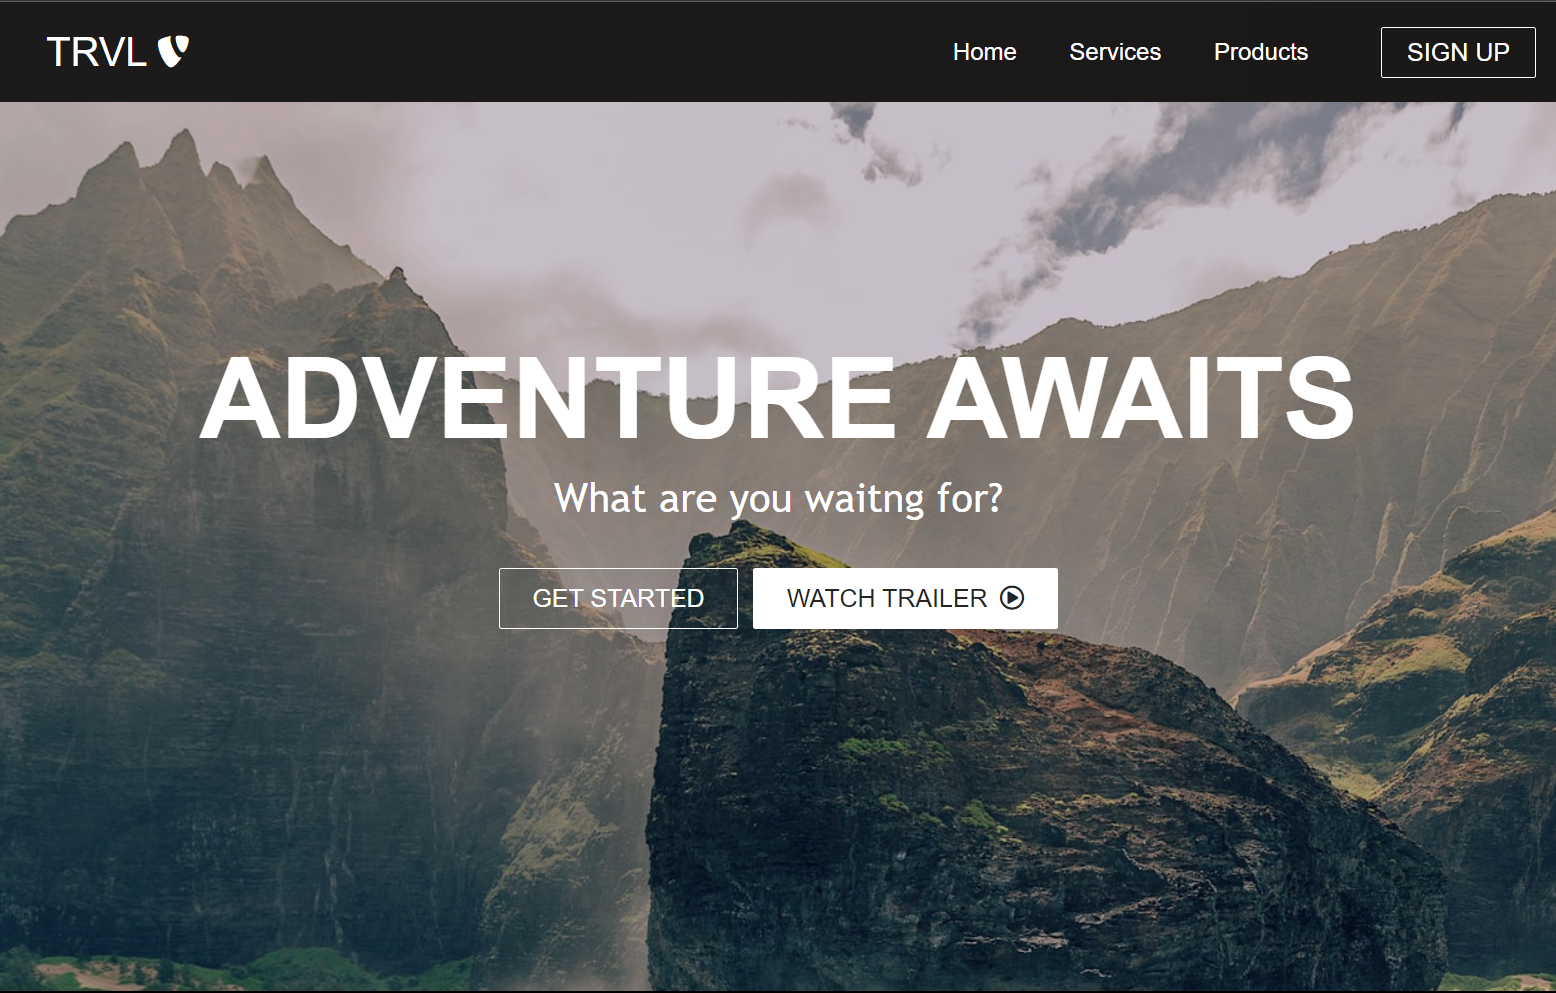 TRVL
Home Services Products SIGN UP
ADVENTURE AWAITS
What are you waitng for?
GET STARTED WATCH TRAILER